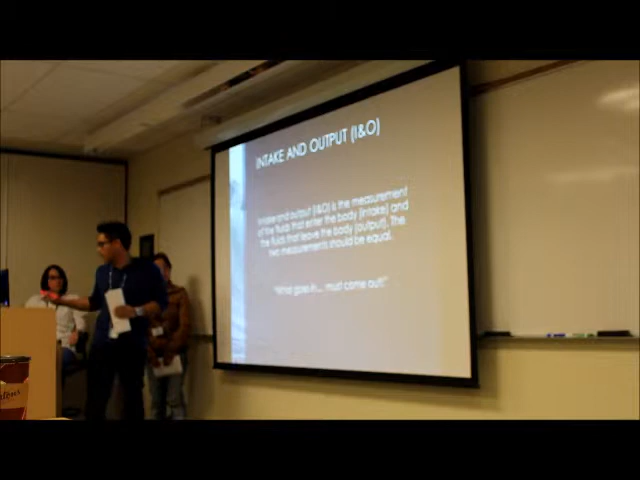 INTAKE AND OUTPUT (I&O)
Intake and output (I&O) is the measurement
of the fluids that enter the body (intake) and
the fluids that leave the body (output). The
two measurements should be equal.
"What goes in... must come out!"